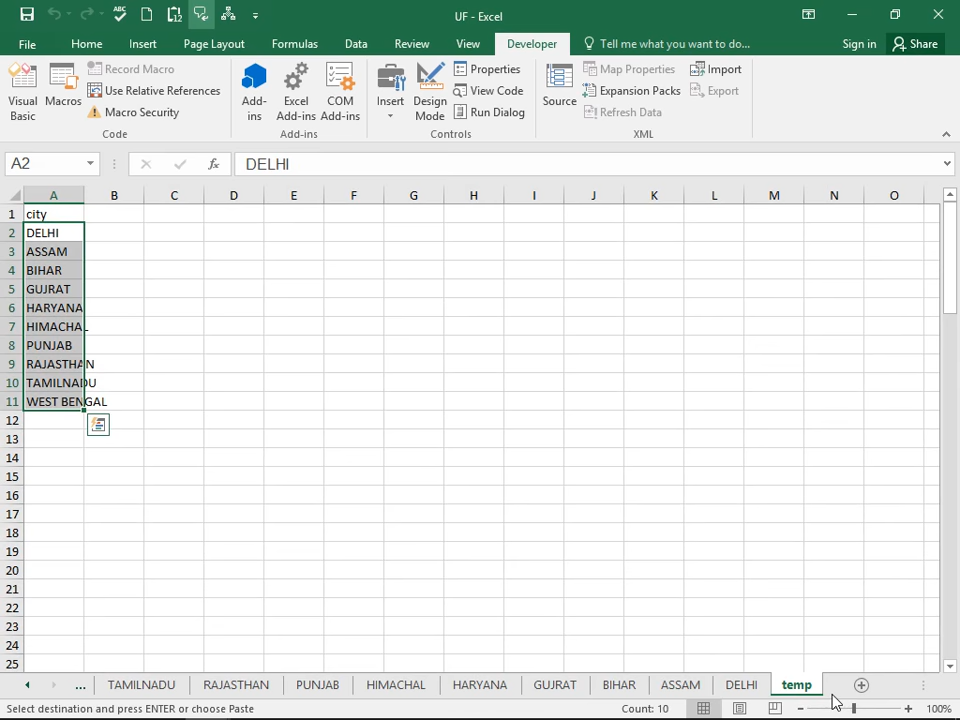 UF - Excel
File Home Insert Page Layout Formulas Data Review View Developer Tell me what you want to do... Sign in Share
Visual Basic
Macros
Record Macro
Use Relative References
Macro Security
Code
Add-ins
Excel Add-ins
COM Add-ins
Add-ins
Insert
Design Mode
Properties
View Code
Run Dialog
Controls
Source
Map Properties
Expansion Packs
Refresh Data
Import
Export
XML
A2 fx DELHI
A B C D E F G H I J K L M N O
1 city
2 DELHI
3 ASSAM
4 BIHAR
5 GUJRAT
6 HARYANA
7 HIMACHAL
8 PUNJAB
9 RAJASTHAN
10 TAMILNADU
11 WEST BENGAL
12
13
14
15
16
17
18
19
20
21
22
23
24
25
... TAMILNADU RAJASTHAN PUNJAB HIMACHAL HARYANA GUJRAT BIHAR ASSAM DELHI temp
Select destination and press ENTER or choose Paste Count: 10 100%